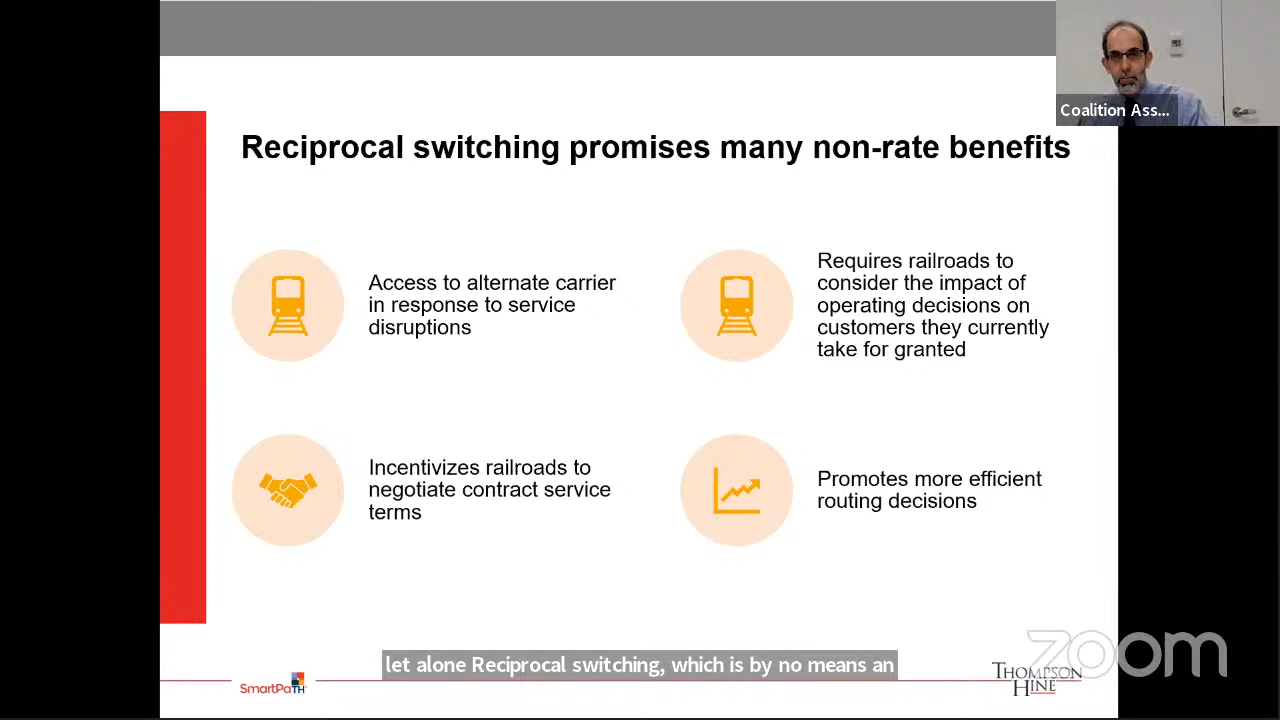 Coalition Ass...
Reciprocal switching promises many non-rate benefits
Access to alternate carrier
in response to service
disruptions
Requires railroads to
consider the impact of
operating decisions on
customers they currently
take for granted
Incentivizes railroads to
negotiate contract service
terms
Promotes more efficient
routing decisions
let alone Reciprocal switching, which is by no means an
SmartPaTH
THOMPSON
HINE
zoom